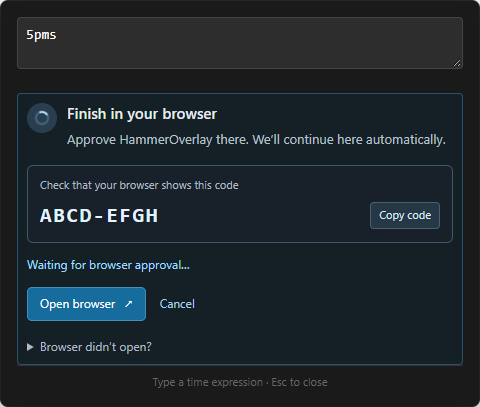 5pms
Finish in your browser
Approve HammerOverlay there. We’ll continue here automatically.
Check that your browser shows this code
ABCD-EFGH
Copy code
Waiting for browser approval...
Open browser ↗
Cancel
▶ Browser didn’t open?
Type a time expression · Esc to close